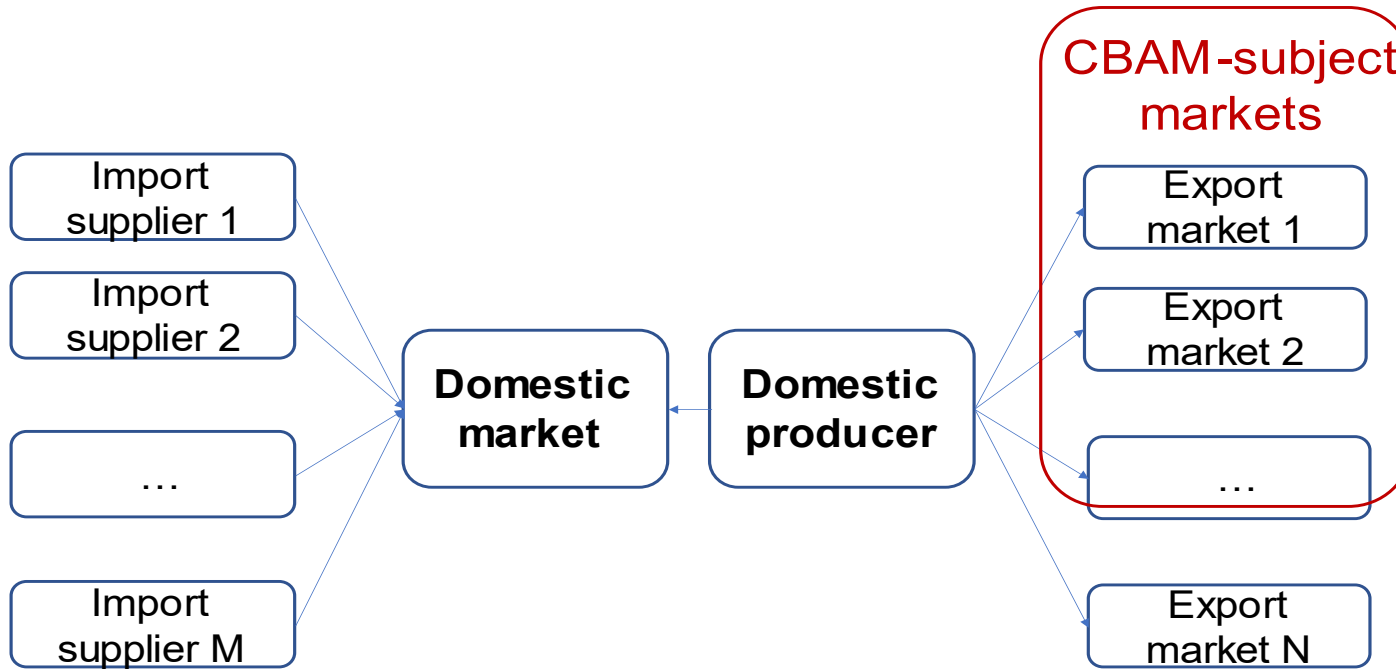 CBAM-subject
markets
Import
supplier 1
Import
supplier 2
…
Import
supplier M
Domestic
market
Domestic
producer
Export
market 1
Export
market 2
…
Export
market N